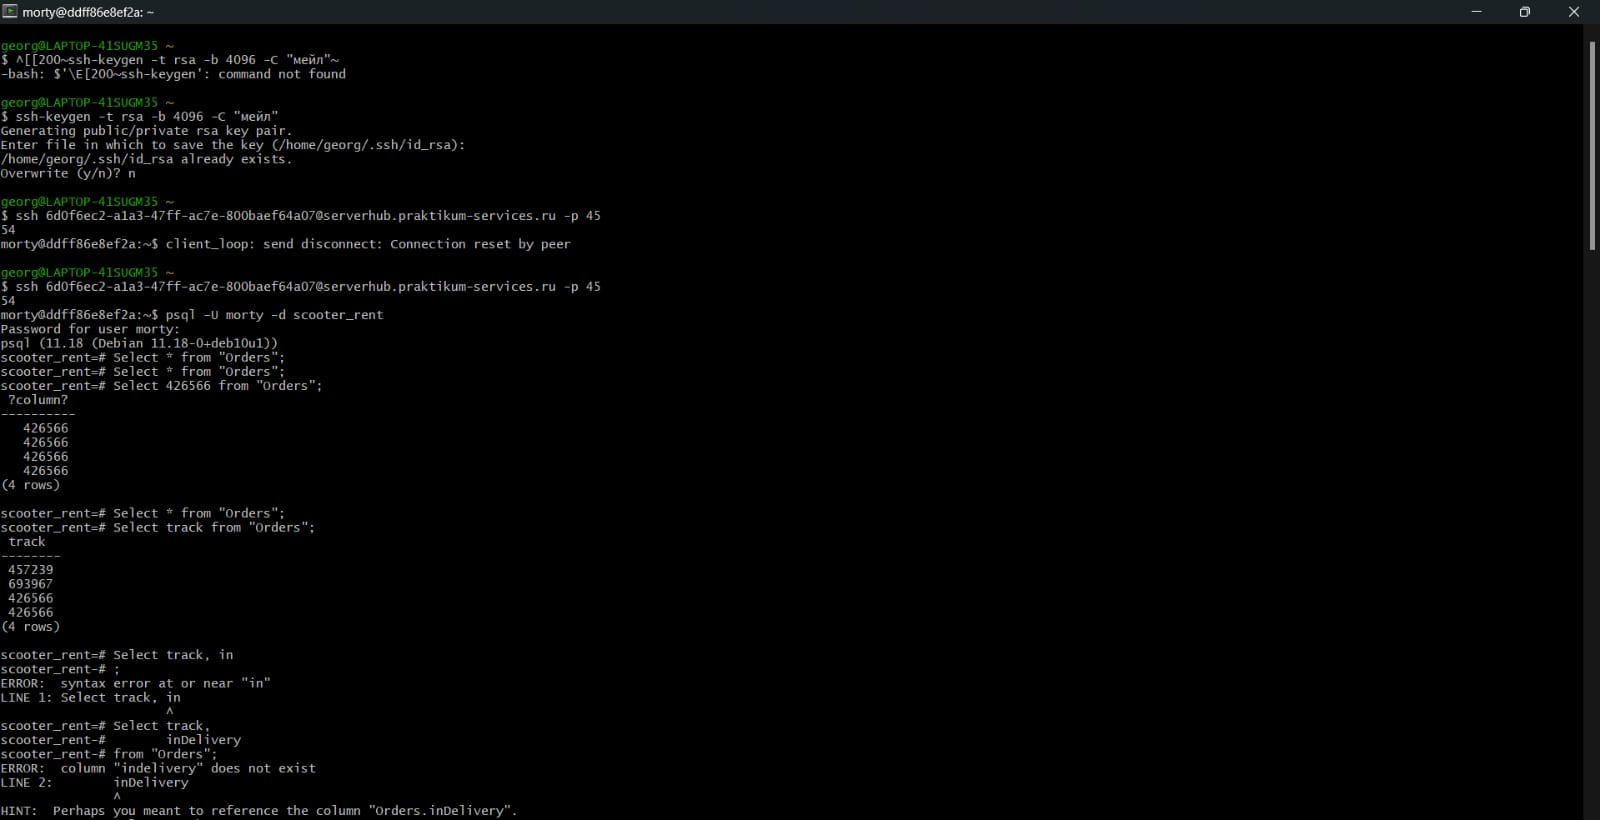 morty@ddff86e8ef2a: ~
georg@LAPTOP-41SUGM35 ~
$ ^[[200~ssh-keygen -t rsa -b 4096 -C "мейл"~
-bash: $'\E[200~ssh-keygen': command not found
georg@LAPTOP-41SUGM35 ~
$ ssh-keygen -t rsa -b 4096 -C "мейл"
Generating public/private rsa key pair.
Enter file in which to save the key (/home/georg/.ssh/id_rsa):
/home/georg/.ssh/id_rsa already exists.
Overwrite (y/n)? n
georg@LAPTOP-41SUGM35 ~
$ ssh 6d0f6ec2-a1a3-47ff-ac7e-800baef64a07@serverhub.praktikum-services.ru -p 45
54
morty@ddff86e8ef2a:~$ client_loop: send disconnect: Connection reset by peer
georg@LAPTOP-41SUGM35 ~
$ ssh 6d0f6ec2-a1a3-47ff-ac7e-800baef64a07@serverhub.praktikum-services.ru -p 45
54
morty@ddff86e8ef2a:~$ psql -U morty -d scooter_rent
Password for user morty:
psql (11.18 (Debian 11.18-0+deb10u1))
scooter_rent=# Select * from "Orders";
scooter_rent=# Select * from "Orders";
scooter_rent=# Select 426566 from "Orders";
?column?
----------
426566
426566
426566
426566
(4 rows)
scooter_rent=# Select * from "Orders";
scooter_rent=# Select track from "Orders";
track
--------
457239
693967
426566
426566
(4 rows)
scooter_rent=# Select track, in
scooter_rent-# ;
ERROR:  syntax error at or near "in"
LINE 1: Select track, in
^
scooter_rent=# Select track,
scooter_rent-#        inDelivery
scooter_rent-# from "Orders";
ERROR:  column "indelivery" does not exist
LINE 2:        inDelivery
^
HINT:  Perhaps you meant to reference the column "Orders.inDelivery".